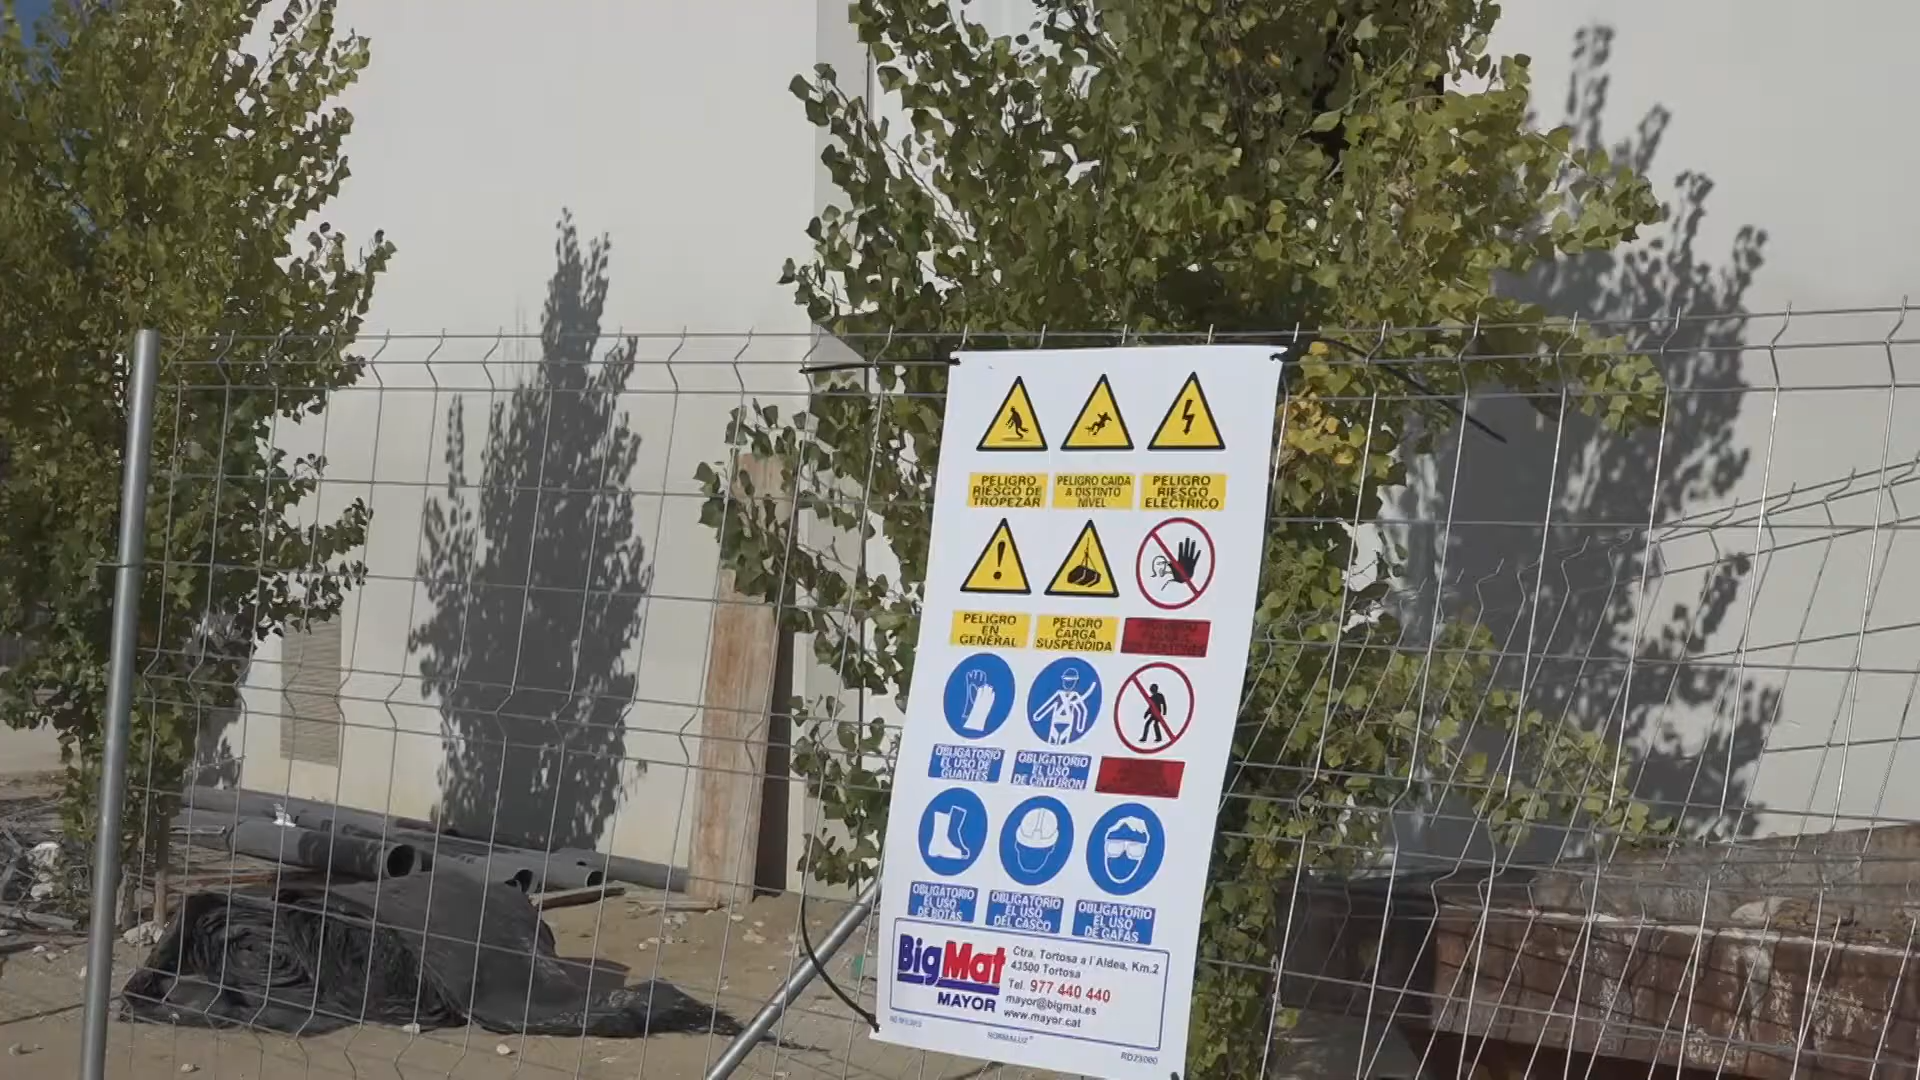 PELIGRO
RIESGO DE
TROPEZAR
PELIGRO CAIDA
A DISTINTO
NIVEL
PELIGRO
RIESGO
ELECTRICO
PELIGRO
EN
GENERAL
PELIGRO
CARGA
SUSPENDIDA
OBLIGATORIO
EL USO DE
GUANTES
OBLIGATORIO
EL USO
DE CINTURON
OBLIGATORIO
EL USO
DE BOTAS
OBLIGATORIO
EL USO
DEL CASCO
OBLIGATORIO
EL USO
DE GAFAS
BigMat
MAYOR
Ctra. Tortosa a l'Aldea, Km.2
43500 Tortosa
Tel. 977 440 440
mayor@bigmat.es
www.mayor.cat
NORMALUZ®